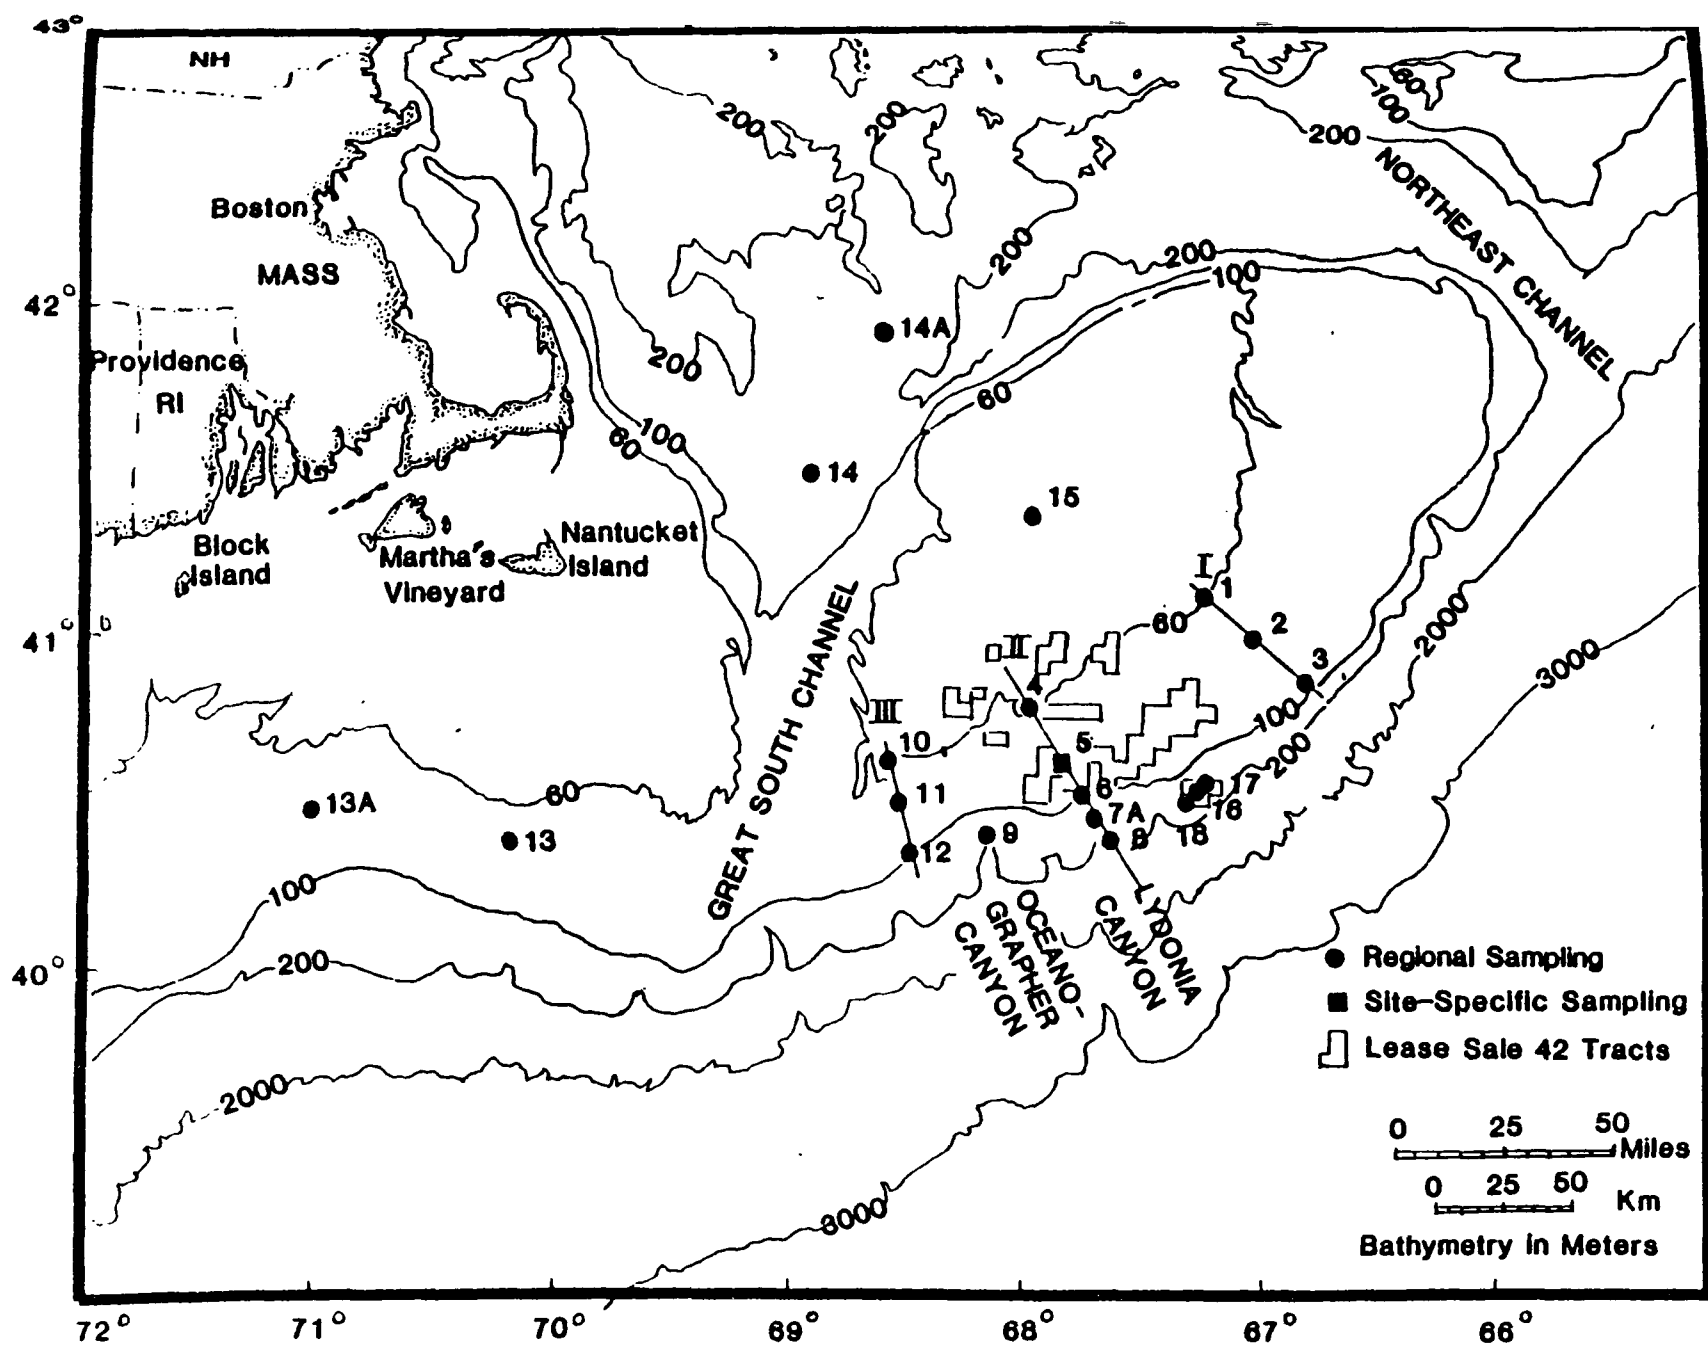 43°
NH
60
100
200
200
200
NORTHEAST CHANNEL
Boston
MASS
200
200
100
42°
14A
Providence
RI
200
60
100
60
14
15
Block
Island
Martha's
Vineyard
Nantucket
Island
I
1
41°
60
2
3
2000
3000
II
4
GREAT SOUTH CHANNEL
III
10
5
100
200
60
13A
11
6
17
16
7A
18
13
12
9
8
100
OCEANO-
GRAPHER
CANYON
LYDONIA
CANYON
200
40°
Regional Sampling
Site-Specific Sampling
Lease Sale 42 Tracts
2000
0 25 50
Miles
0 25 50
Km
3000
Bathymetry in Meters
72° 71° 70° 69° 68° 67° 66°